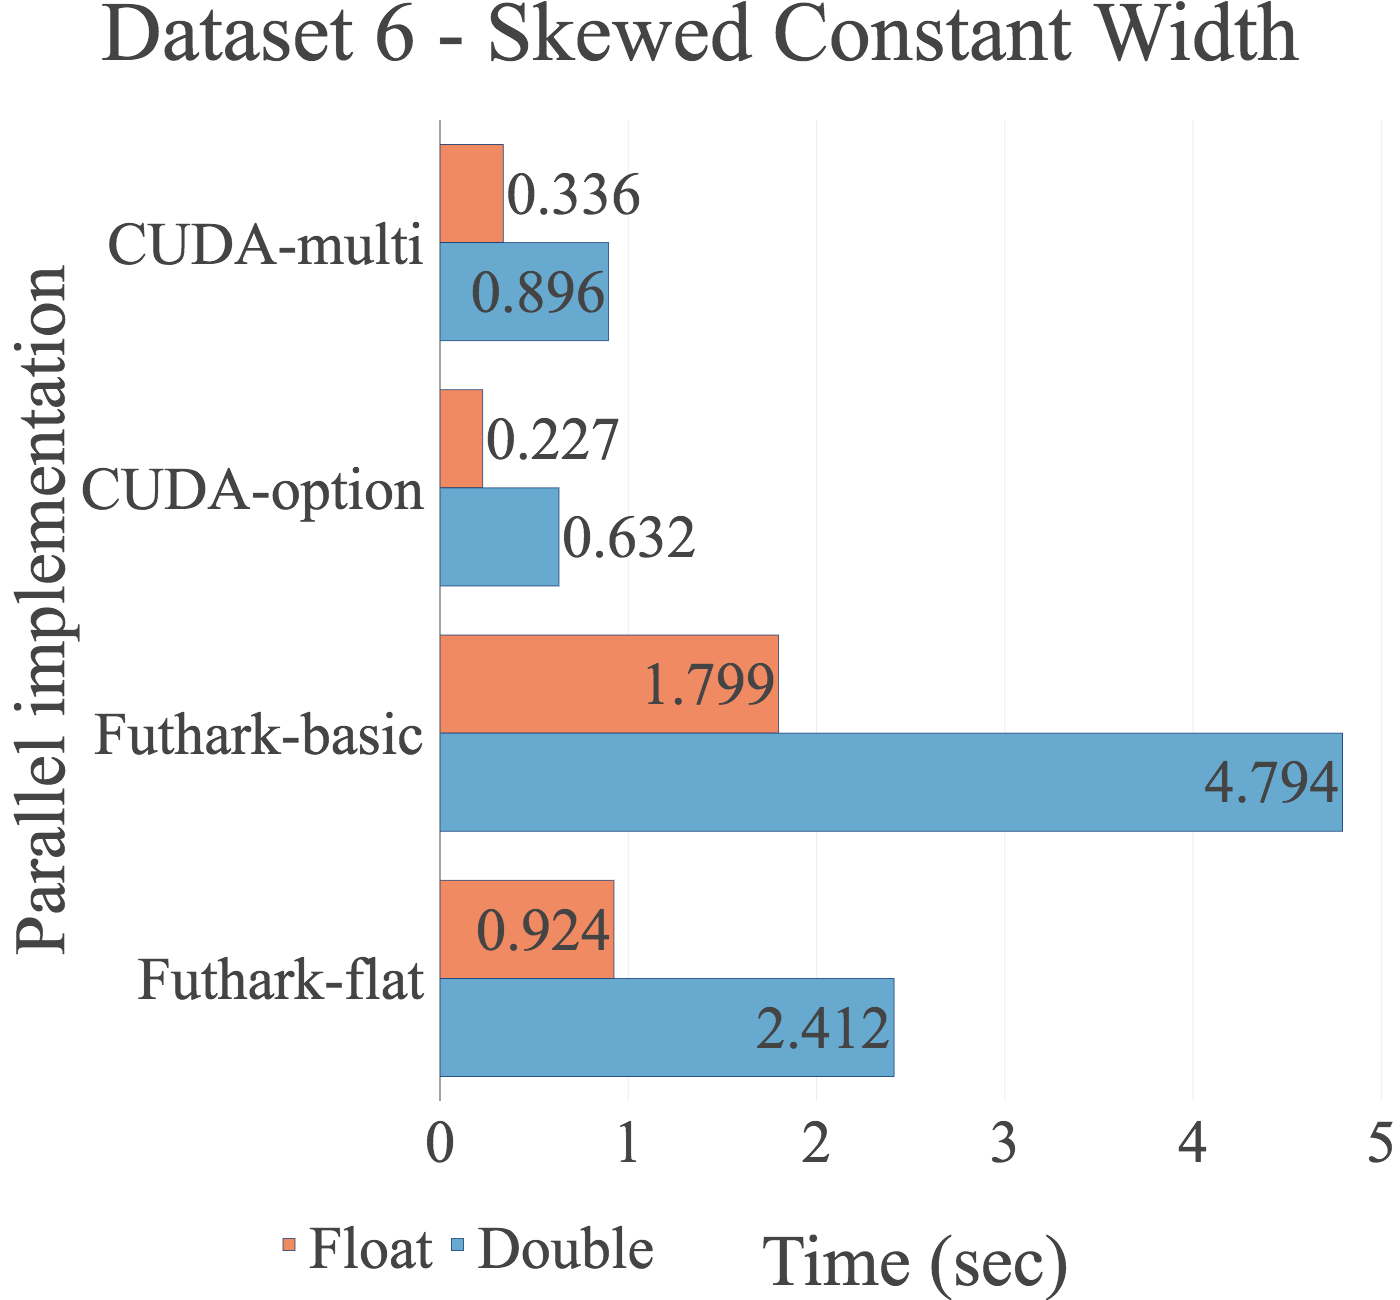 Dataset 6 - Skewed Constant Width
Parallel implementation
CUDA-multi
0.336
0.896
CUDA-option
0.227
0.632
Futhark-basic
1.799
4.794
Futhark-flat
0.924
2.412
0 1 2 3 4 5
Float Double
Time (sec)